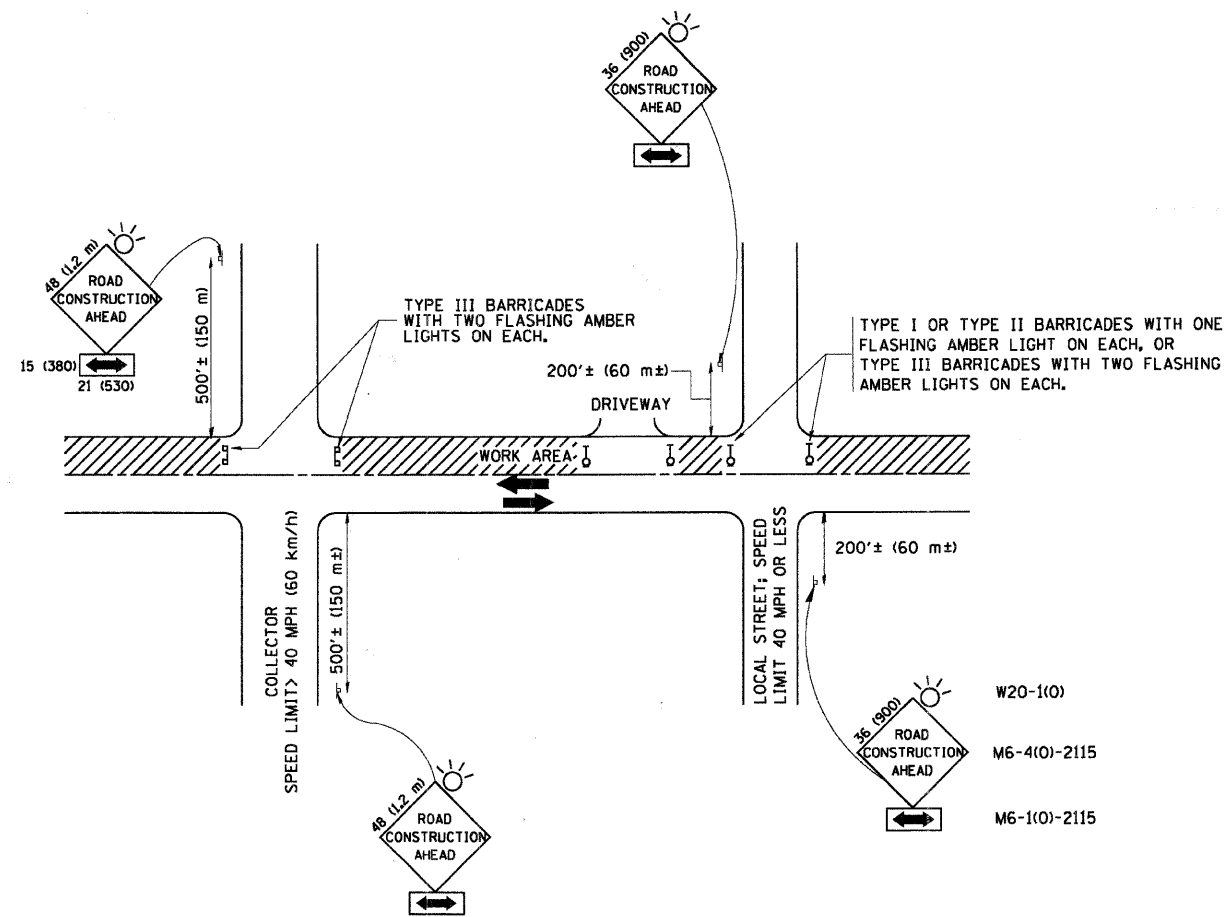 36 (900)
ROAD
CONSTRUCTION
AHEAD
48 (1.2 m)
ROAD
CONSTRUCTION
AHEAD
15 (380)
21 (530)
500'± (150 m)
TYPE III BARRICADES
WITH TWO FLASHING AMBER
LIGHTS ON EACH.
200'± (60 m±)
DRIVEWAY
TYPE I OR TYPE II BARRICADES WITH ONE
FLASHING AMBER LIGHT ON EACH, OR
TYPE III BARRICADES WITH TWO FLASHING
AMBER LIGHTS ON EACH.
WORK AREA
COLLECTOR
SPEED LIMIT> 40 MPH (60 km/h)
500'± (150 m±)
LOCAL STREET; SPEED
LIMIT 40 MPH OR LESS
200'± (60 m±)
48 (1.2 m)
ROAD
CONSTRUCTION
AHEAD
36 (900)
ROAD
CONSTRUCTION
AHEAD
W20-1(O)
M6-4(O)-2115
M6-1(O)-2115